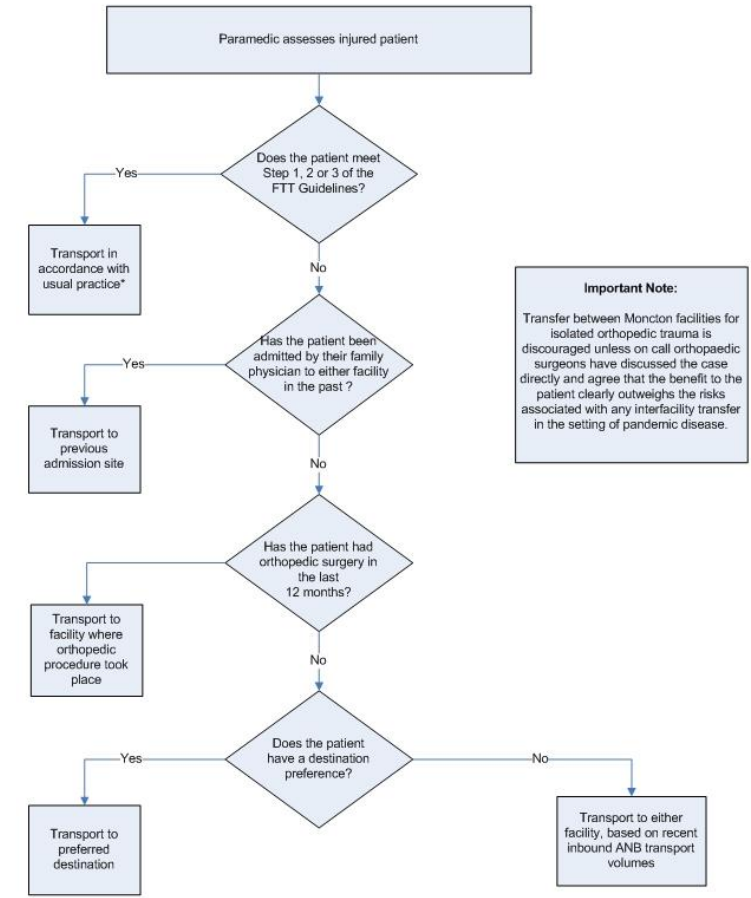 Paramedic assesses injured patient
Does the patient meet
Step 1, 2 or 3 of the
FTT Guidelines?
Yes
Transport in
accordance with
usual practice*
No
Important Note:
Transfer between Moncton facilities for
isolated orthopedic trauma is
discouraged unless on call orthopaedic
surgeons have discussed the case
directly and agree that the benefit to the
patient clearly outweighs the risks
associated with any interfacility transfer
in the setting of pandemic disease.
Has the patient been
admitted by their family
physician to either facility
in the past ?
Yes
Transport to
previous
admission site
No
Has the patient had
orthopedic surgery in
the last
12 months?
Transport to
facility where
orthopedic
procedure took
place
No
Does the patient
have a destination
preference?
Yes
No
Transport to
preferred
destination
Transport to either
facility, based on recent
inbound ANB transport
volumes